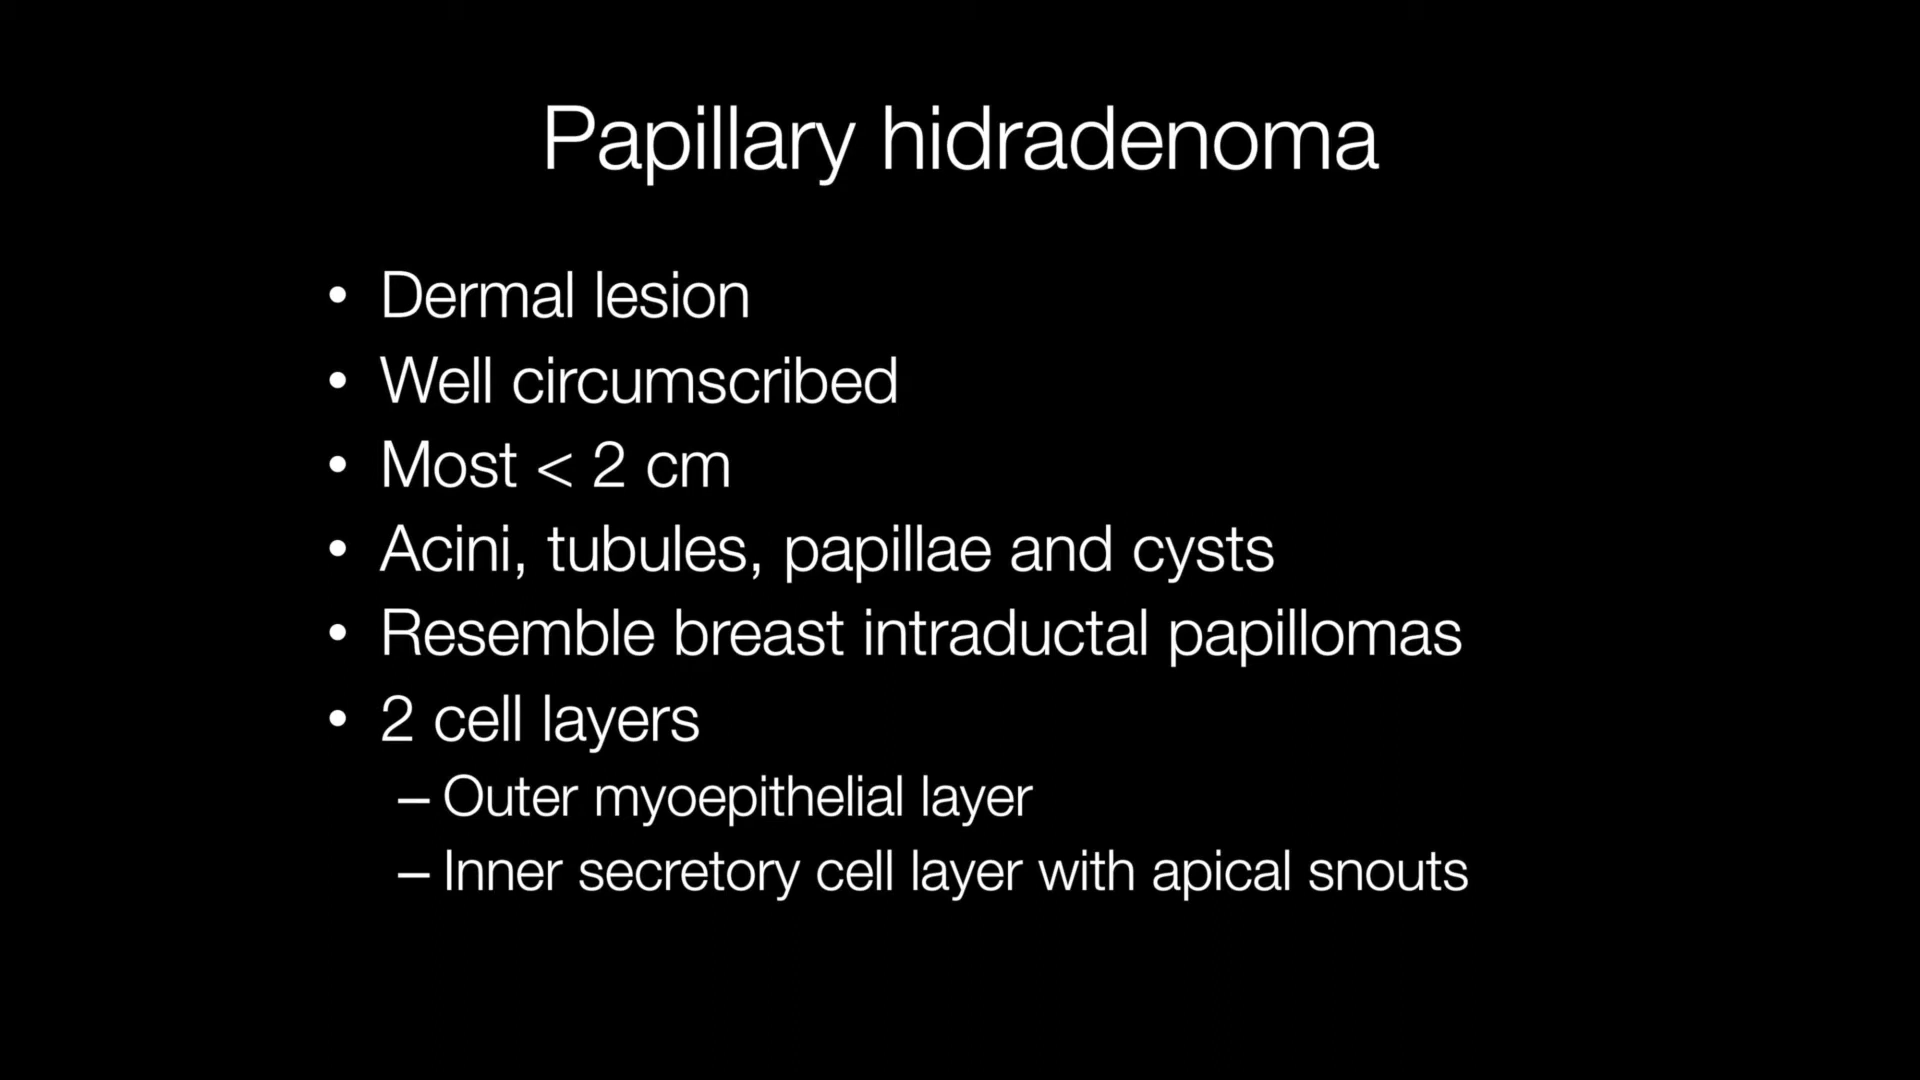 Papillary hidradenoma
• Dermal lesion
• Well circumscribed
• Most < 2 cm
• Acini, tubules, papillae and cysts
• Resemble breast intraductal papillomas
• 2 cell layers
– Outer myoepithelial layer
– Inner secretory cell layer with apical snouts